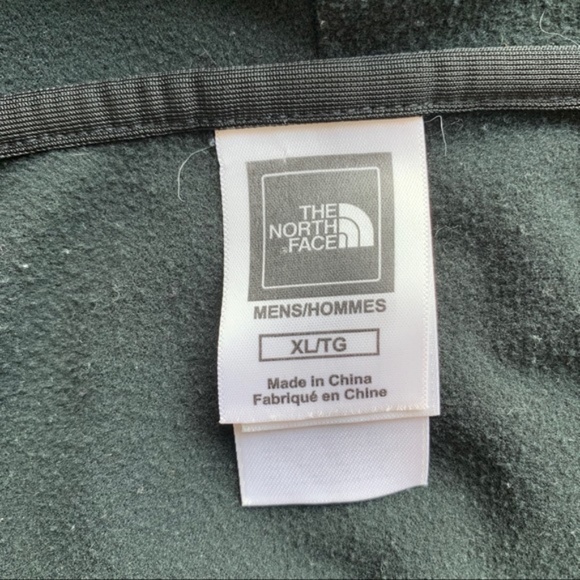 THE
NORTH
FACE
MENS/HOMMES
XL/TG
Made in China
Fabriqué en Chine